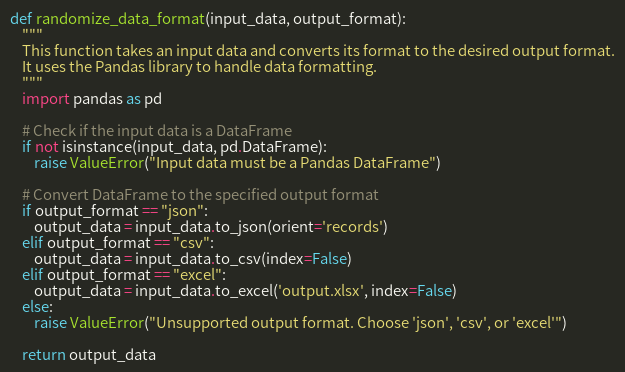 def randomize_data_format(input_data, output_format):
    """
    This function takes an input data and converts its format to the desired output format.
    It uses the Pandas library to handle data formatting.
    """
    import pandas as pd

    # Check if the input data is a DataFrame
    if not isinstance(input_data, pd.DataFrame):
        raise ValueError("Input data must be a Pandas DataFrame")

    # Convert DataFrame to the specified output format
    if output_format == "json":
        output_data = input_data.to_json(orient='records')
    elif output_format == "csv":
        output_data = input_data.to_csv(index=False)
    elif output_format == "excel":
        output_data = input_data.to_excel('output.xlsx', index=False)
    else:
        raise ValueError("Unsupported output format. Choose 'json', 'csv', or 'excel'")

    return output_data